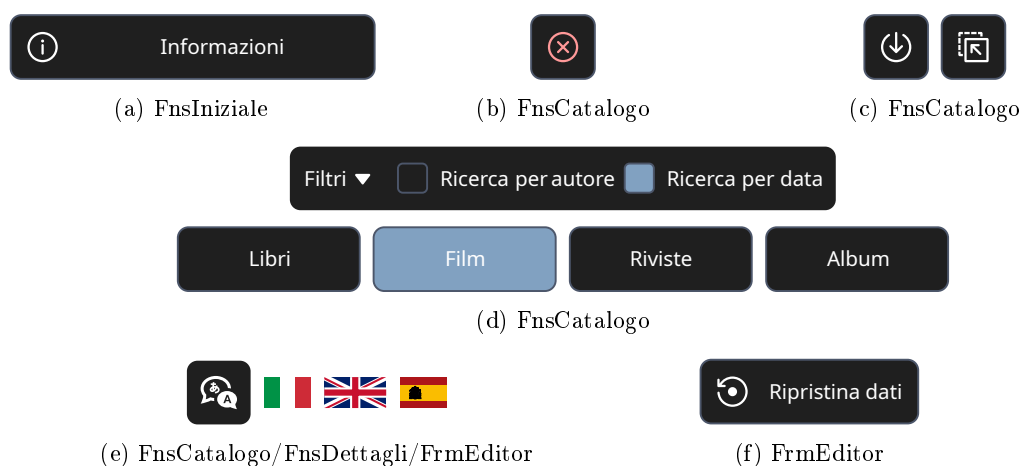 Informazioni
(a) FnsIniziale
(b) FnsCatalogo
(c) FnsCatalogo
Filtri Ricerca per autore Ricerca per data
Libri Film Riviste Album
(d) FnsCatalogo
あ A
Ripristina dati
(e) FnsCatalogo/FnsDettagli/FrmEditor
(f) FrmEditor